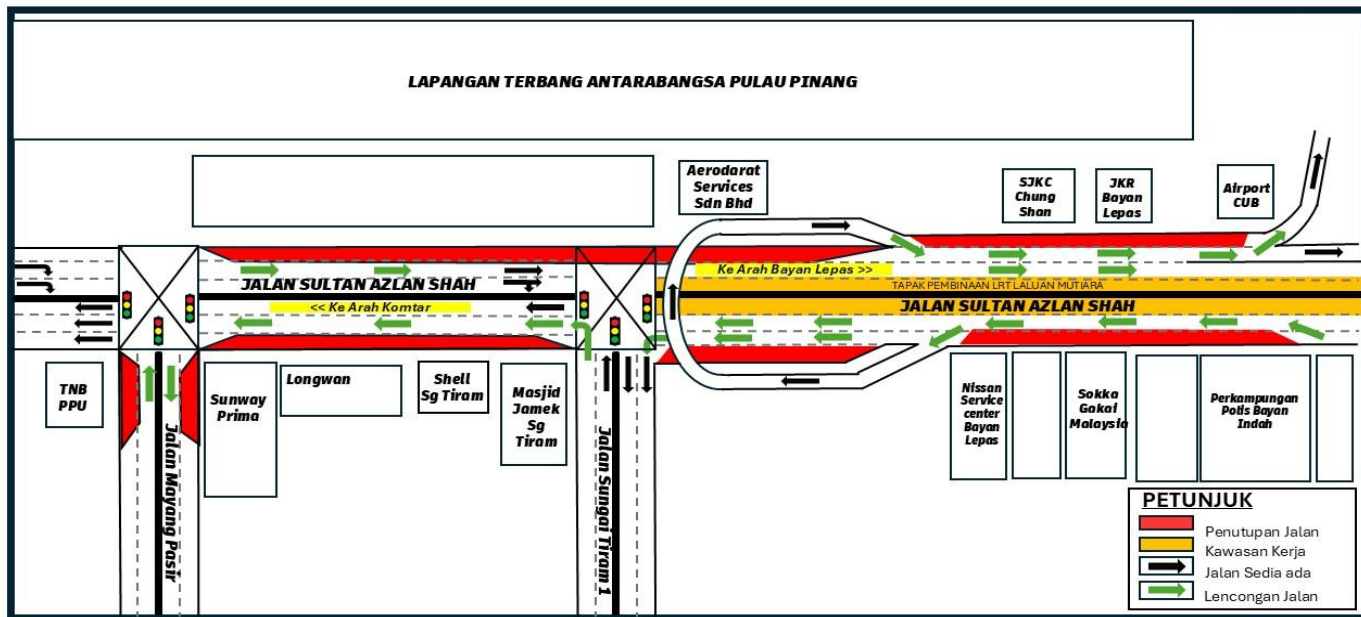 LAPANGAN TERBANG ANTARABANGSA PULAU PINANG
Aerodarat
Services
Sdn Bhd
SJKC
Chung
Shan
JKR
Bayan
Lepas
Airport
CUB
Ke Arah Bayan Lepas >>
JALAN SULTAN AZLAN SHAH
TAPAK PEMBINAAN LRT LALUAN MUTIARA
<< Ke Arah Komtar
JALAN SULTAN AZLAN SHAH
TNB
PPU
Sunway
Prima
Longwan
Shell
Sg Tiram
Masjid
Jamek
Sg
Tiram
Nissan
Service
center
Bayan
Lepas
Sokka
Gakai
Malaysia
Perkampungan
Polis Bayan
Indah
Jalan Mayang Pasir
Jalan Sungai Tiram 1
PETUNJUK
Penutupan Jalan
Kawasan Kerja
Jalan Sedia ada
Lencongan Jalan